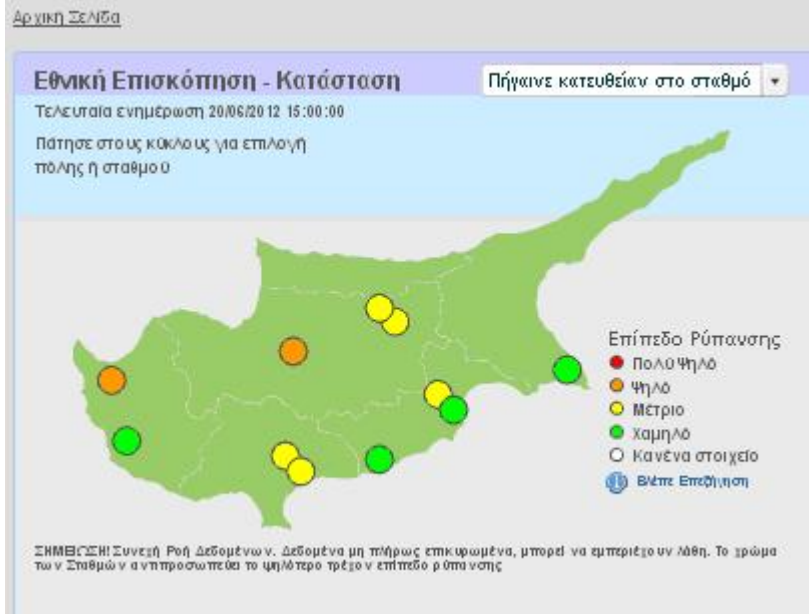 Αρχική Σελίδα
Εθνική Επισκόπηση - Κατάσταση
Πήγαινε κατευθείαν στο σταθμό
Τελευταία ενημέρωση 20/06/2012 15:00:00
Πάτησε στους κύκλους για επιλογή
πόλης ή σταθμού
Επίπεδο Ρύπανσης
Πολύ Ψηλό
Ψηλό
Μέτριο
Χαμηλό
Κανένα στοιχείο
Βλέπε Επεξήγηση
ΣΗΜΕΙΩΣΗ! Συνεχή Ροή Δεδομένων. Δεδομένα μη πλήρως επικυρωμένα, μπορεί να εμπεριέχουν λάθη. Το χρώμα
των Σταθμών αντιπροσωπεύει το ψηλότερο τρέχον επίπεδο ρύπανσης